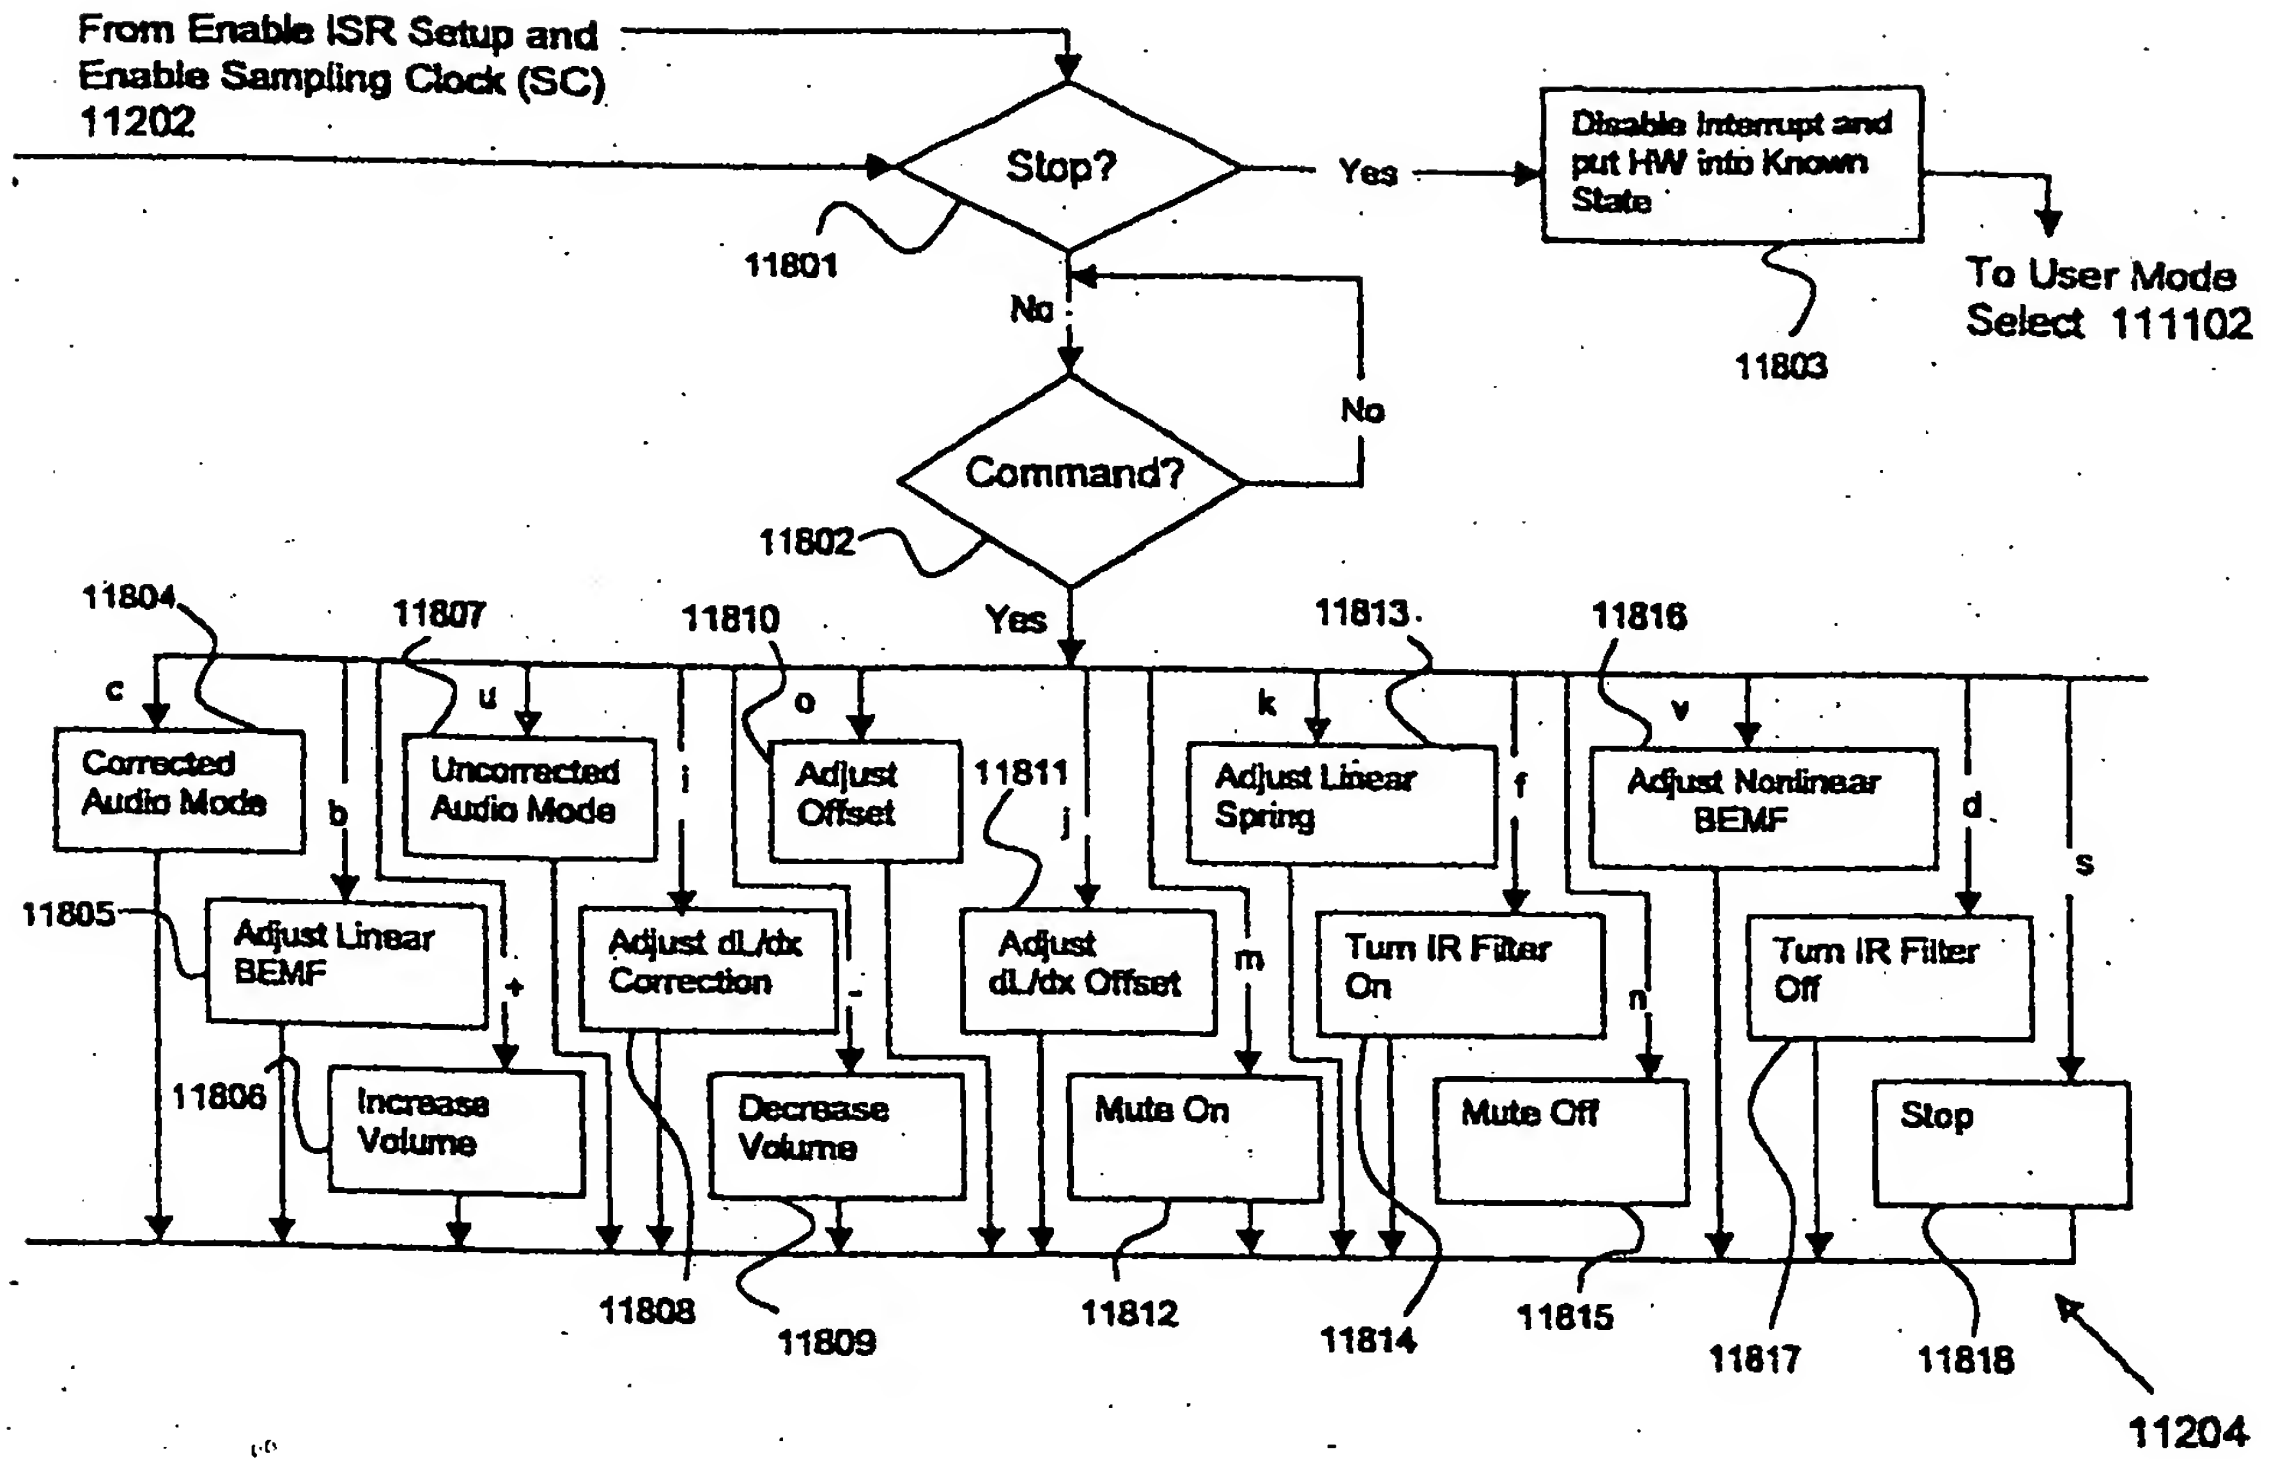 From Enable ISR Setup and
Enable Sampling Clock (SC)
11202
Stop?
11801
Yes
Disable Interrupt and
put HW into Known
State
11803
To User Mode
Select 111102
No
Command?
11802
No
Yes
11804
11807
11810
11813
11816
c
b
u
i
o
j
k
f
v
d
s
Corrected
Audio Mode
Uncorrected
Audio Mode
Adjust
Offset
11811
Adjust Linear
Spring
Adjust Nonlinear
BEMF
11805
Adjust Linear
BEMF
+
Adjust dL/dx
Correction
-
Adjust
dL/dx Offset
m
Turn IR Filter
On
n
Turn IR Filter
Off
11806
Increase
Volume
Decrease
Volume
Mute On
Mute Off
Stop
11808
11809
11812
11814
11815
11817
11818
11204